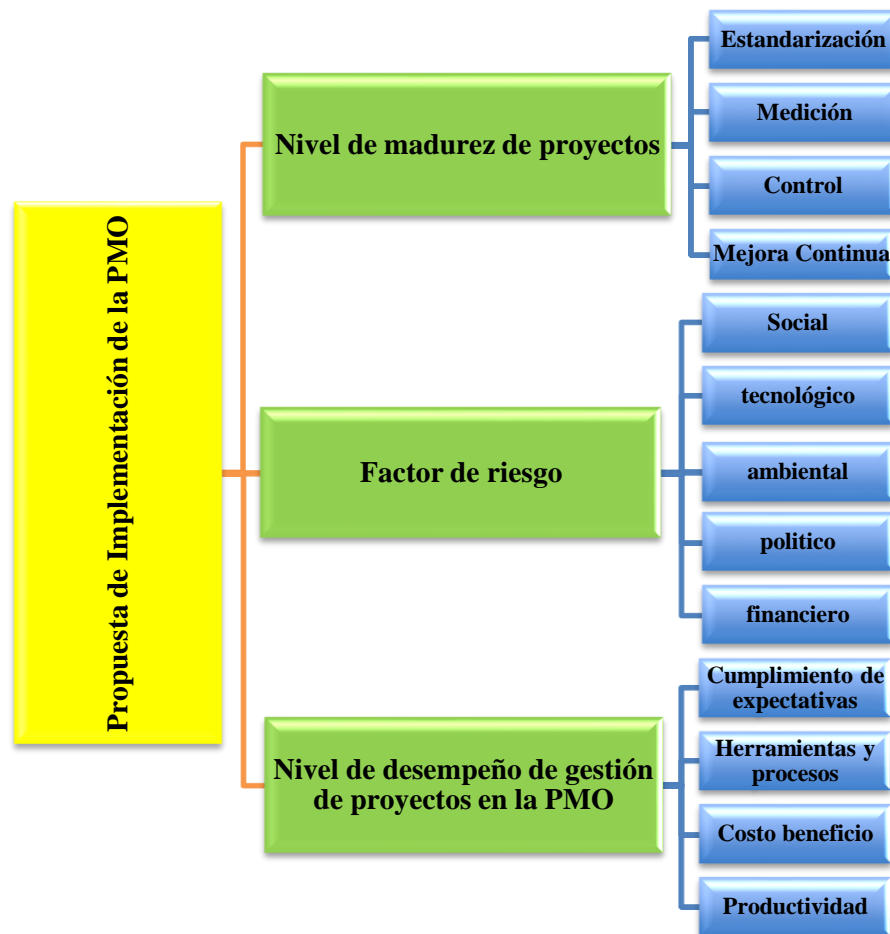 Propuesta de Implementación de la PMO
Nivel de madurez de proyectos
Estandarización
Medición
Control
Mejora Continua
Factor de riesgo
Social
tecnológico
ambiental
politico
financiero
Nivel de desempeño de gestión
de proyectos en la PMO
Cumplimiento de
expectativas
Herramientas y
procesos
Costo beneficio
Productividad